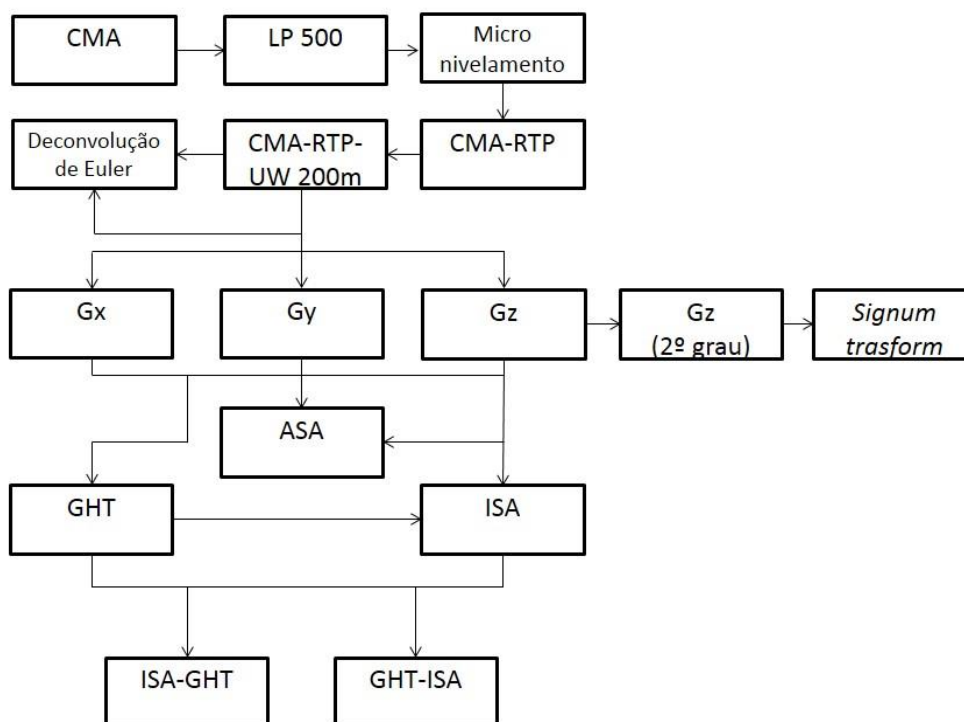 CMA
LP 500
Micro
nivelamento
Deconvolução
de Euler
CMA-RTP-
UW 200m
CMA-RTP
Gx
Gy
Gz
Gz
(2º grau)
Signum
trasform
ASA
GHT
ISA
ISA-GHT
GHT-ISA